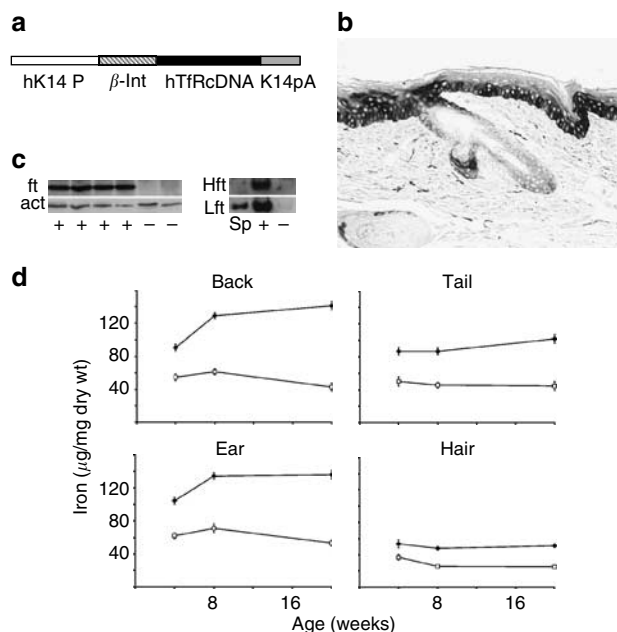 a
hK14 P β-Int hTfRcDNA K14pA
b
c
ft
act
+ + + + – –
Hft
Lft
Sp + –
d
Back
Tail
120
80
40
Ear
Hair
120
80
40
Iron (μg/mg dry wt)
8 16
8 16
Age (weeks)